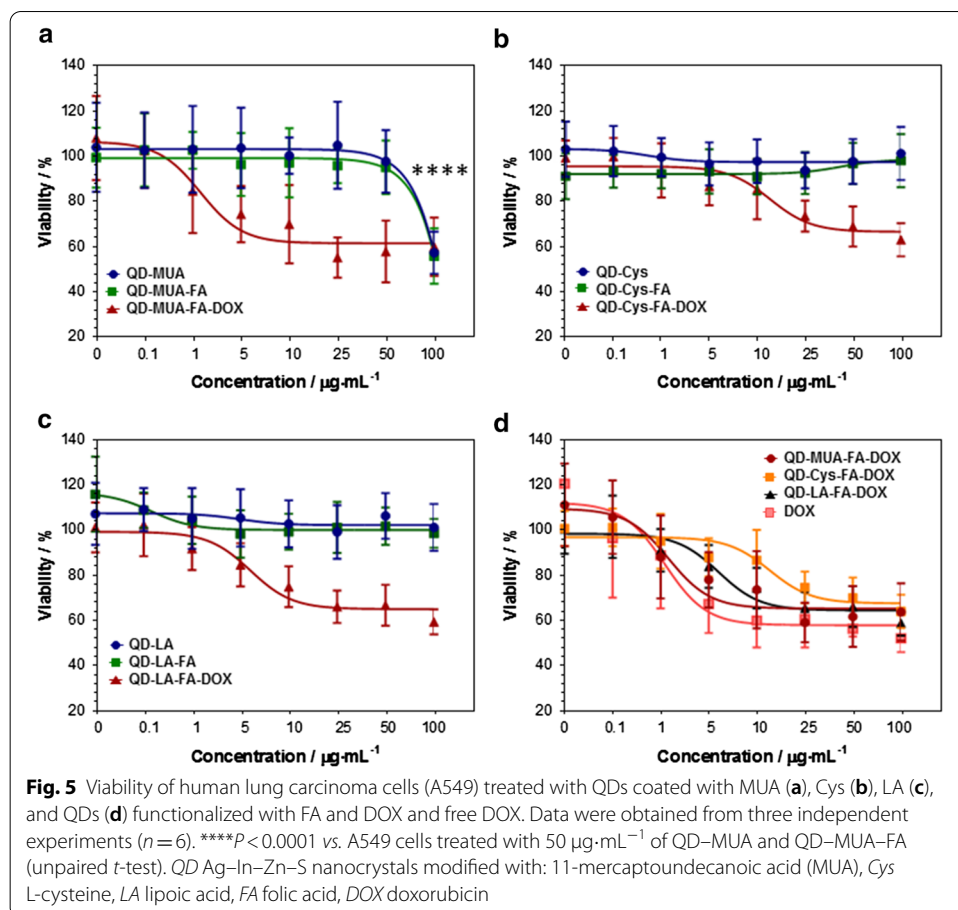 a
140
120
100
80
60
40
20
Viability / %
****
QD-MUA
QD-MUA-FA
QD-MUA-FA-DOX
0 0.1 1 5 10 25 50 100
Concentration / µg·mL⁻¹
b
140
120
100
80
60
40
20
Viability / %
QD-Cys
QD-Cys-FA
QD-Cys-FA-DOX
0 0.1 1 5 10 25 50 100
Concentration / µg·mL⁻¹
c
140
120
100
80
60
40
20
Viability / %
QD-LA
QD-LA-FA
QD-LA-FA-DOX
0 0.1 1 5 10 25 50 100
Concentration / µg·mL⁻¹
d
140
120
100
80
60
40
20
Viability / %
QD-MUA-FA-DOX
QD-Cys-FA-DOX
QD-LA-FA-DOX
DOX
0 0.1 1 5 10 25 50 100
Concentration / µg·mL⁻¹
Fig. 5 Viability of human lung carcinoma cells (A549) treated with QDs coated with MUA (a), Cys (b), LA (c),
and QDs (d) functionalized with FA and DOX and free DOX. Data were obtained from three independent
experiments (n = 6). ****P < 0.0001 vs. A549 cells treated with 50 µg·mL⁻¹ of QD–MUA and QD–MUA–FA
(unpaired t-test). QD Ag–In–Zn–S nanocrystals modified with: 11-mercaptoundecanoic acid (MUA), Cys
L-cysteine, LA lipoic acid, FA folic acid, DOX doxorubicin